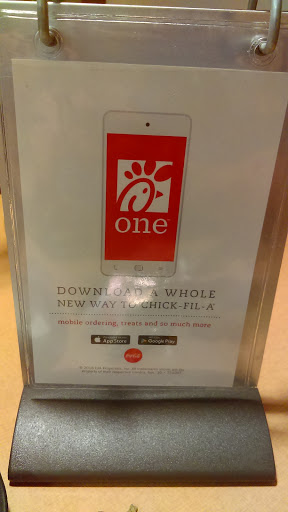 one
DOWNLOAD A WHOLE
NEW WAY TO CHICK-FIL-A®
mobile ordering, treats and so much more
App Store
Google Play